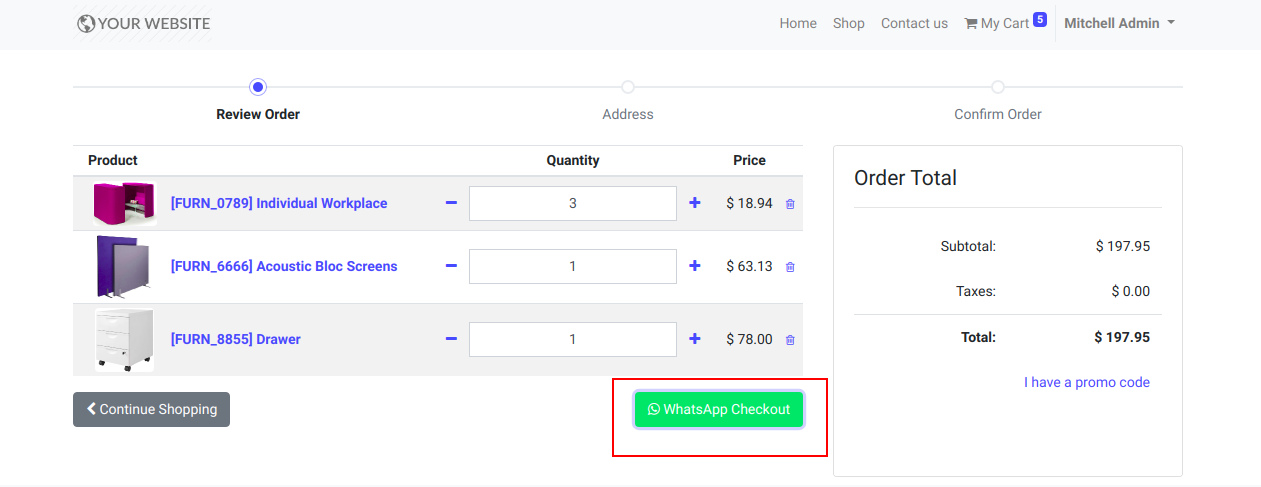 YOUR WEBSITE Home Shop Contact us My Cart 5 Mitchell Admin
Review Order Address Confirm Order
Product Quantity Price
[FURN_0789] Individual Workplace 3 $ 18.94
[FURN_6666] Acoustic Bloc Screens 1 $ 63.13
[FURN_8855] Drawer 1 $ 78.00
Continue Shopping WhatsApp Checkout
Order Total
Subtotal: $ 197.95
Taxes: $ 0.00
Total: $ 197.95
I have a promo code